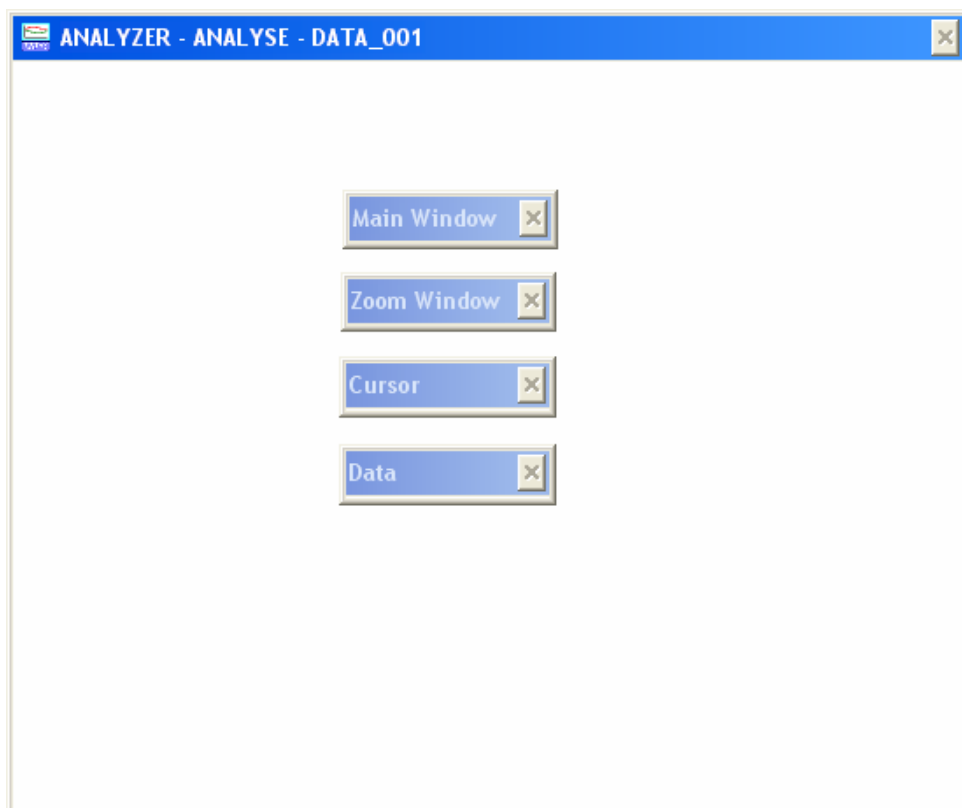 ANALYZER - ANALYSE - DATA_001
Main Window
Zoom Window
Cursor
Data